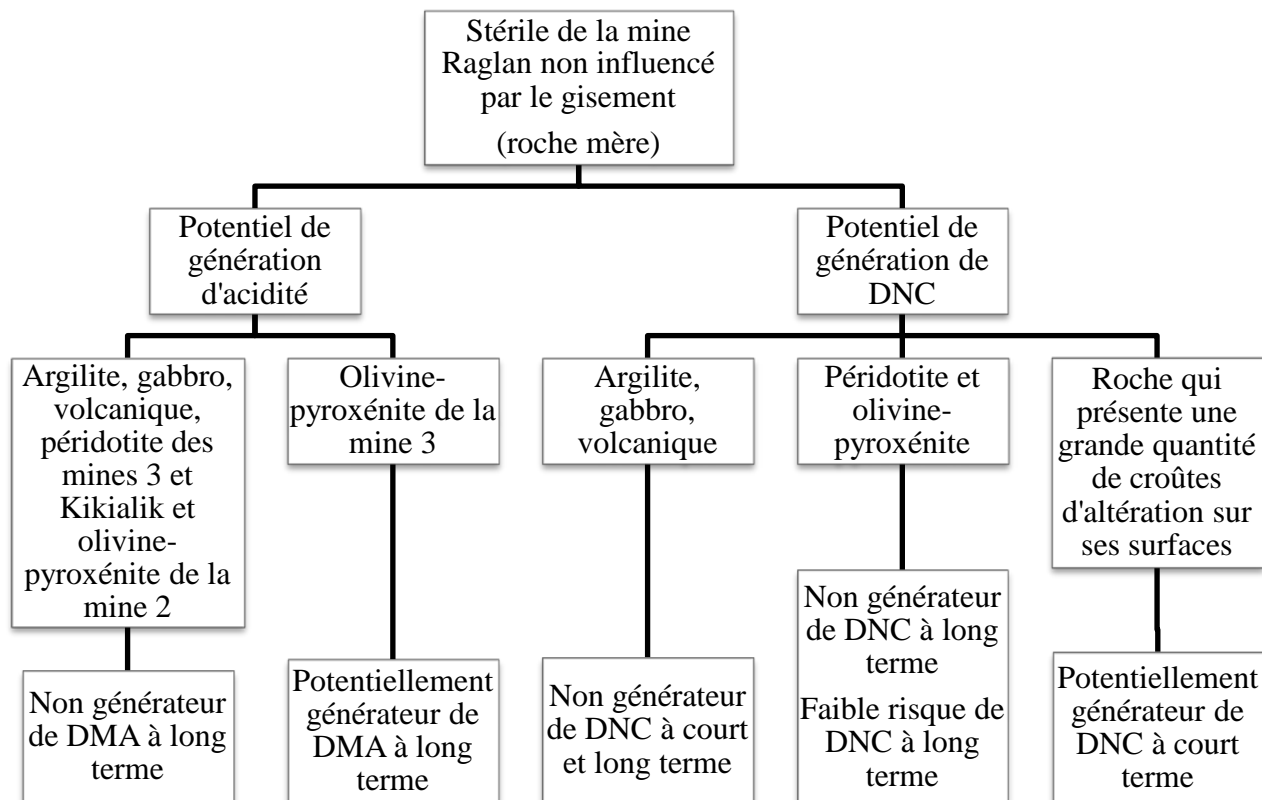 Stérile de la mine
Raglan non influencé
par le gisement
(roche mère)
Potentiel de
génération
d'acidité
Potentiel de
génération de
DNC
Argilite, gabbro,
volcanique,
péridotite des
mines 3 et
Kikialik et
olivine-
pyroxénite de la
mine 2
Olivine-
pyroxénite de la
mine 3
Argilite,
gabbro,
volcanique
Péridotite et
olivine-
pyroxénite
Roche qui
présente une
grande quantité
de croûtes
d'altération sur
ses surfaces
Non générateur
de DMA à long
terme
Potentiellement
générateur de
DMA à long
terme
Non générateur
de DNC à court
et long terme
Non générateur
de DNC à long
terme
Faible risque de
DNC à long
terme
Potentiellement
générateur de
DNC à court
terme